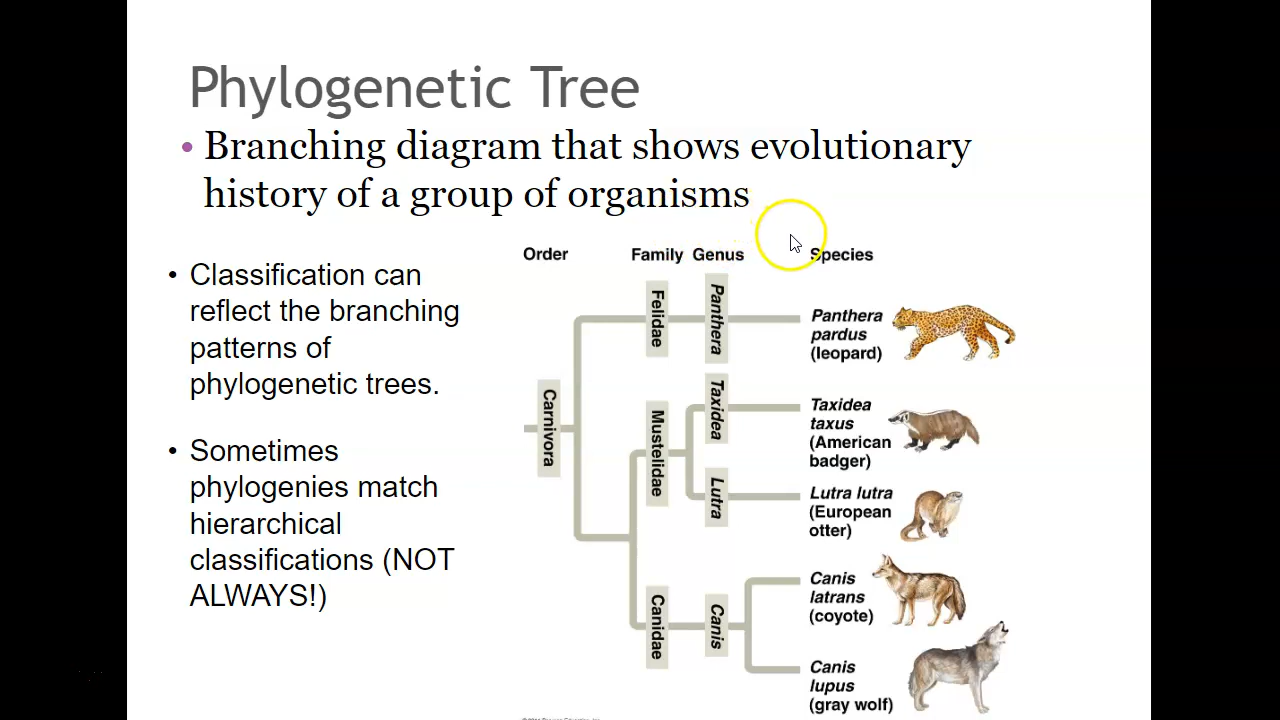 Phylogenetic Tree
• Branching diagram that shows evolutionary
history of a group of organisms
• Classification can
reflect the branching
patterns of
phylogenetic trees.
• Sometimes
phylogenies match
hierarchical
classifications (NOT
ALWAYS!)
Order Family Genus Species
Felidae
Panthera
Panthera
pardus
(leopard)
Carnivora
Mustelidae
Taxidea
Taxidea
taxus
(American
badger)
Lutra
Lutra lutra
(European
otter)
Canidae
Canis
Canis
latrans
(coyote)
Canis
lupus
(gray wolf)